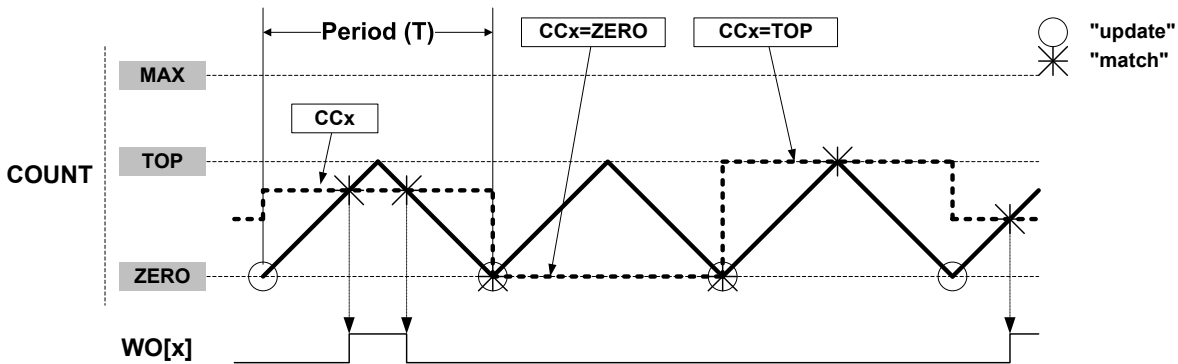 Period (T)
CCx=ZERO
CCx=TOP
"update"
"match"
MAX
CCx
COUNT
TOP
ZERO
WO[x]